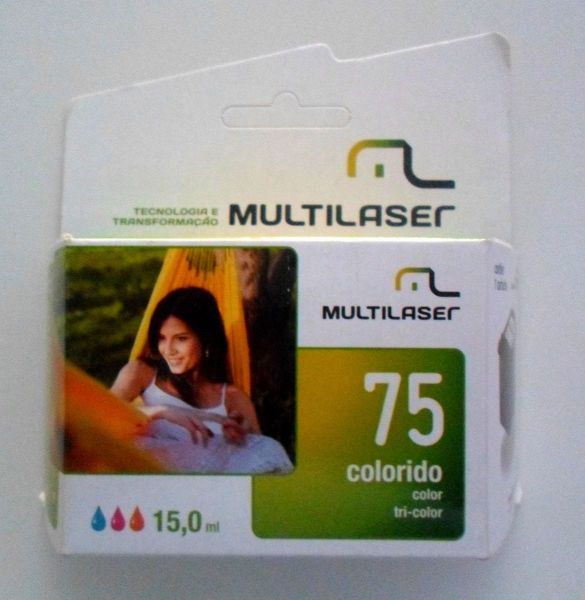 TECNOLOGIA E
TRANSFORMAÇÃO
MULTILASER
MULTILASER
75
colorido
color
tri-color
15,0 ml